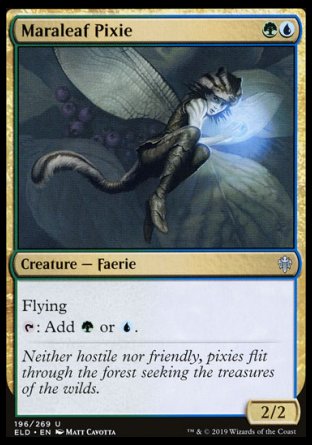 Maraleaf Pixie
Creature — Faerie
Flying
: Add or .
Neither hostile nor friendly, pixies flit
through the forest seeking the treasures
of the wilds.
2/2
196/269 U
ELD • EN MATT CAVOTTA
™ & © 2019 Wizards of the Coast